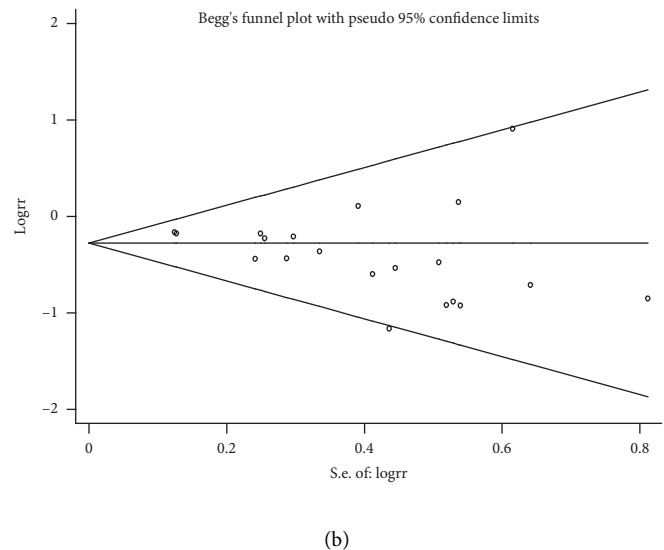 Begg's funnel plot with pseudo 95% confidence limits
2
1
0
–1
–2
Logrr
0
0.2
0.4
0.6
0.8
S.e. of: logrr
(b)